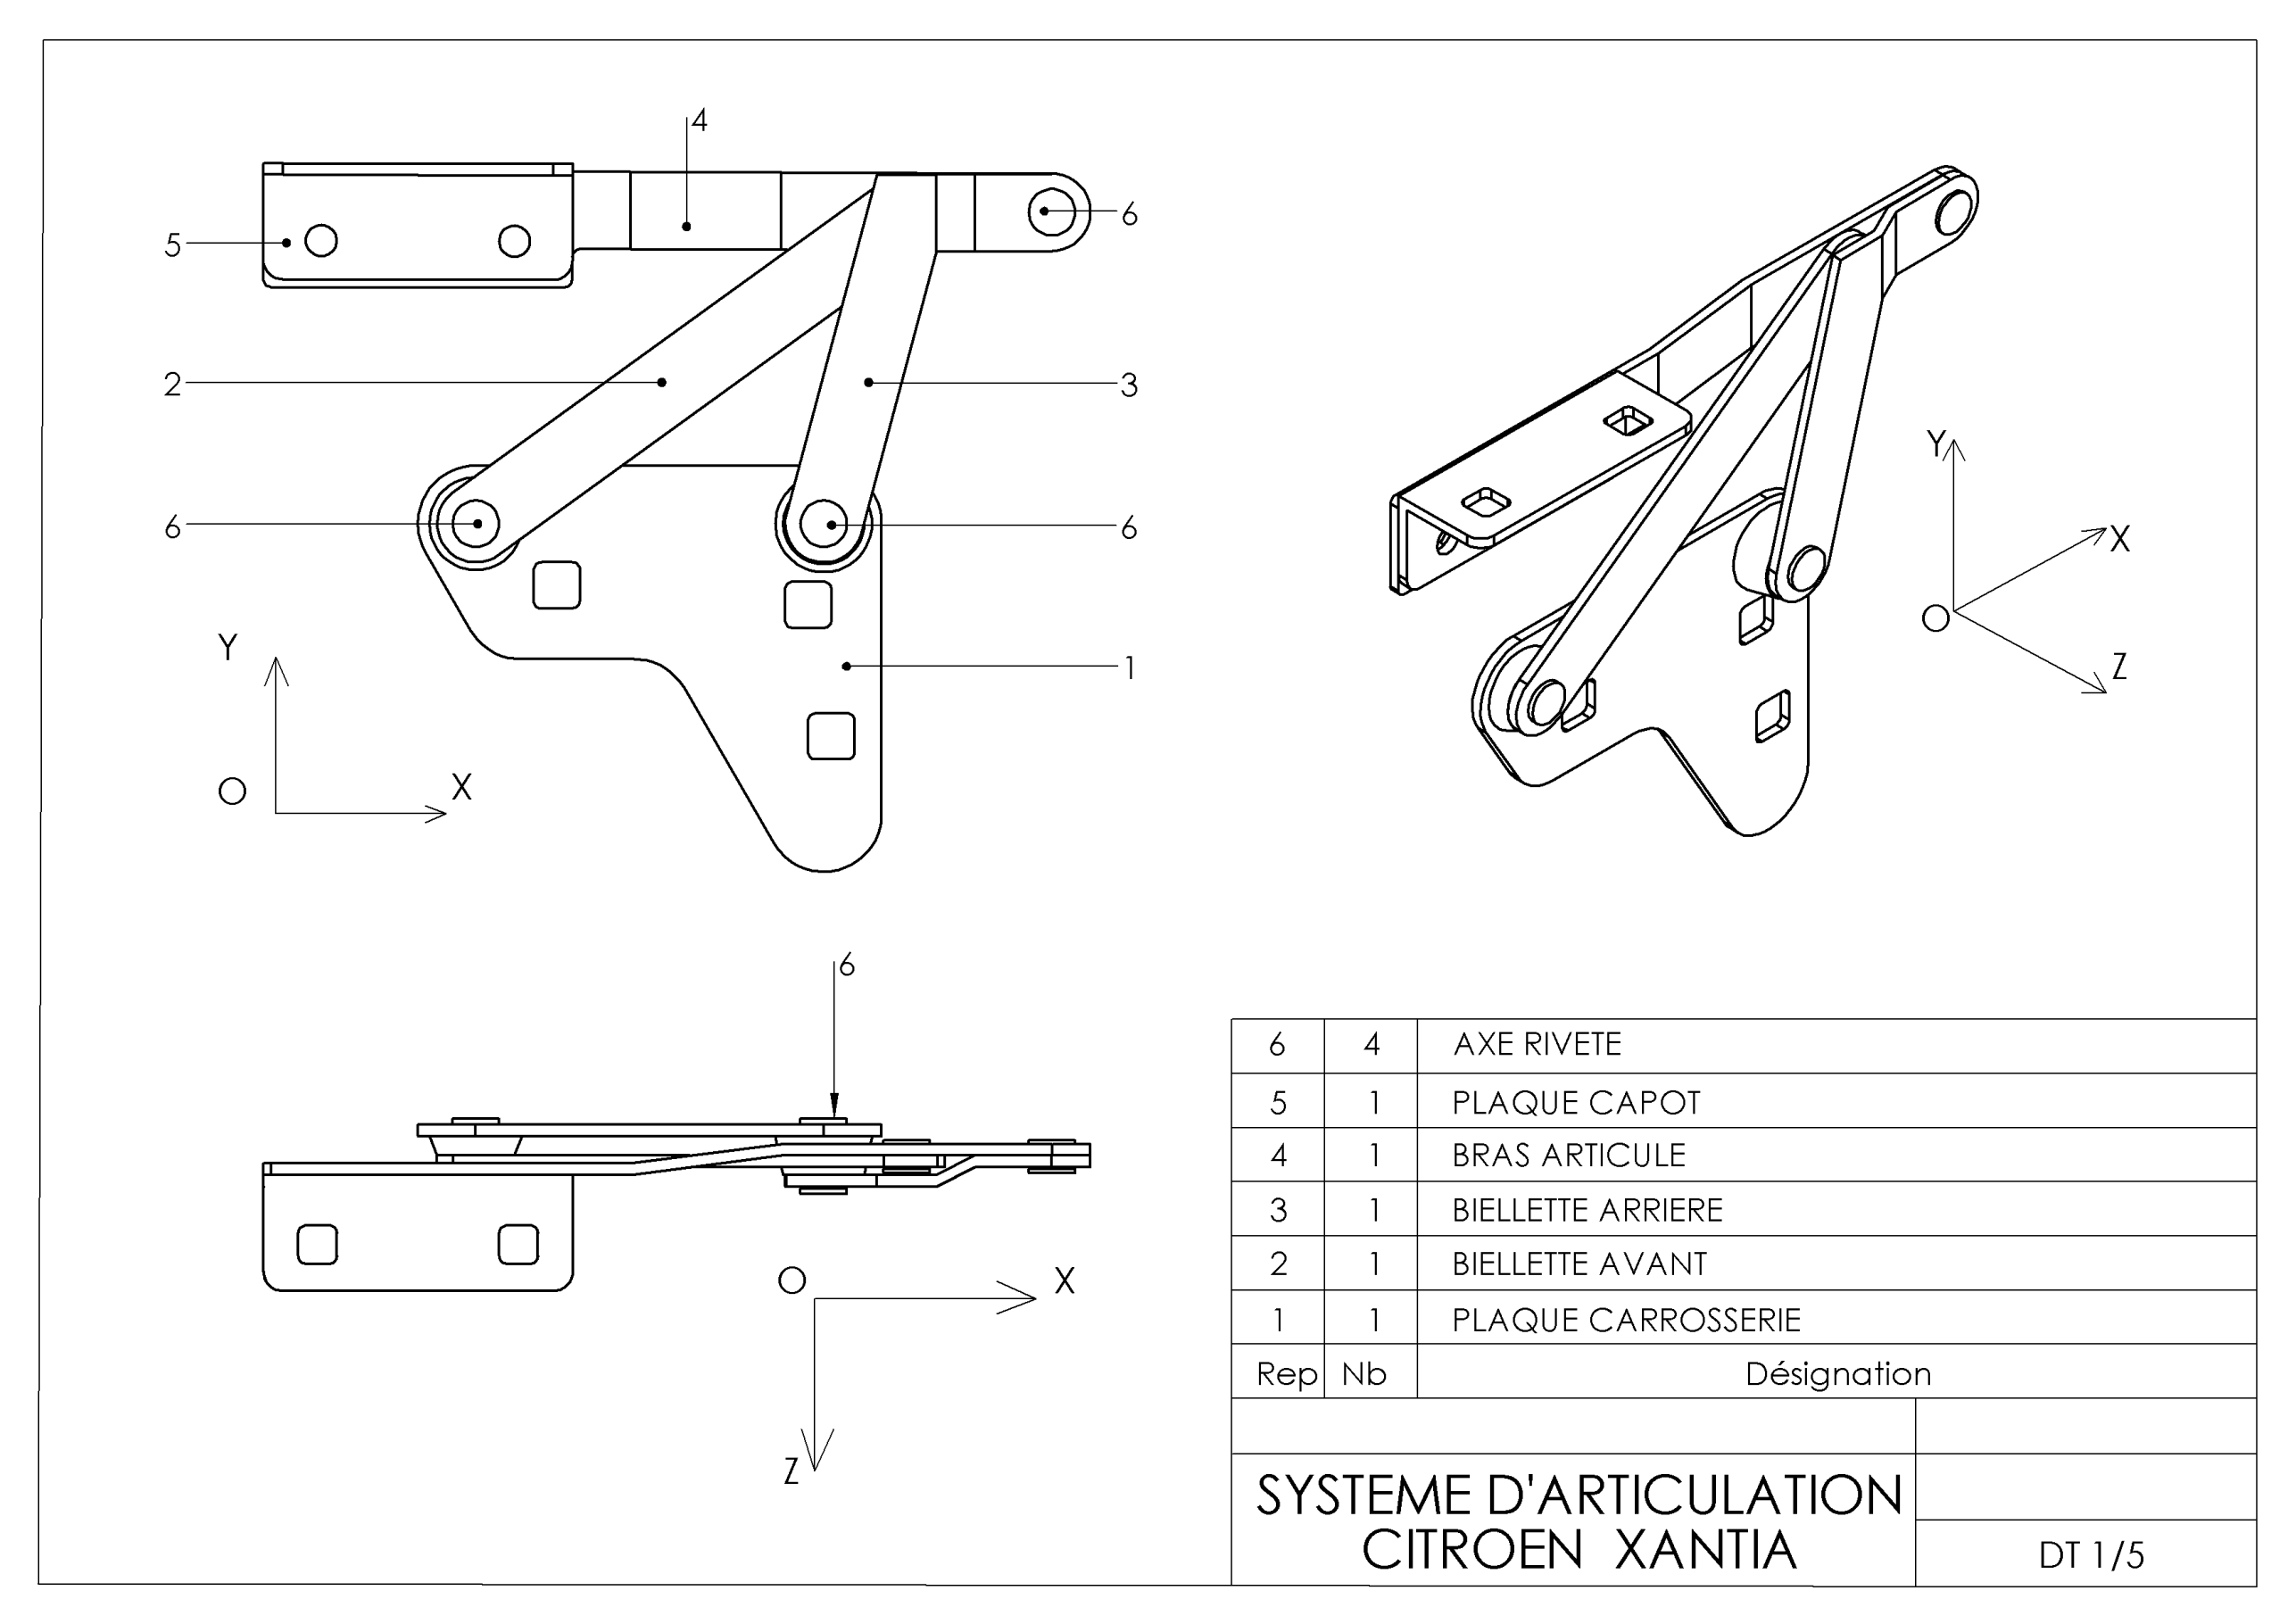 4
5
6
2
3
6
6
1
Y
X
O
Y
X
O
Z
6
O
X
Z
6 4 AXE RIVETE
5 1 PLAQUE CAPOT
4 1 BRAS ARTICULE
3 1 BIELLETTE ARRIERE
2 1 BIELLETTE AVANT
1 1 PLAQUE CARROSSERIE
Rep Nb Désignation
SYSTEME D'ARTICULATION
CITROEN XANTIA
DT 1/5